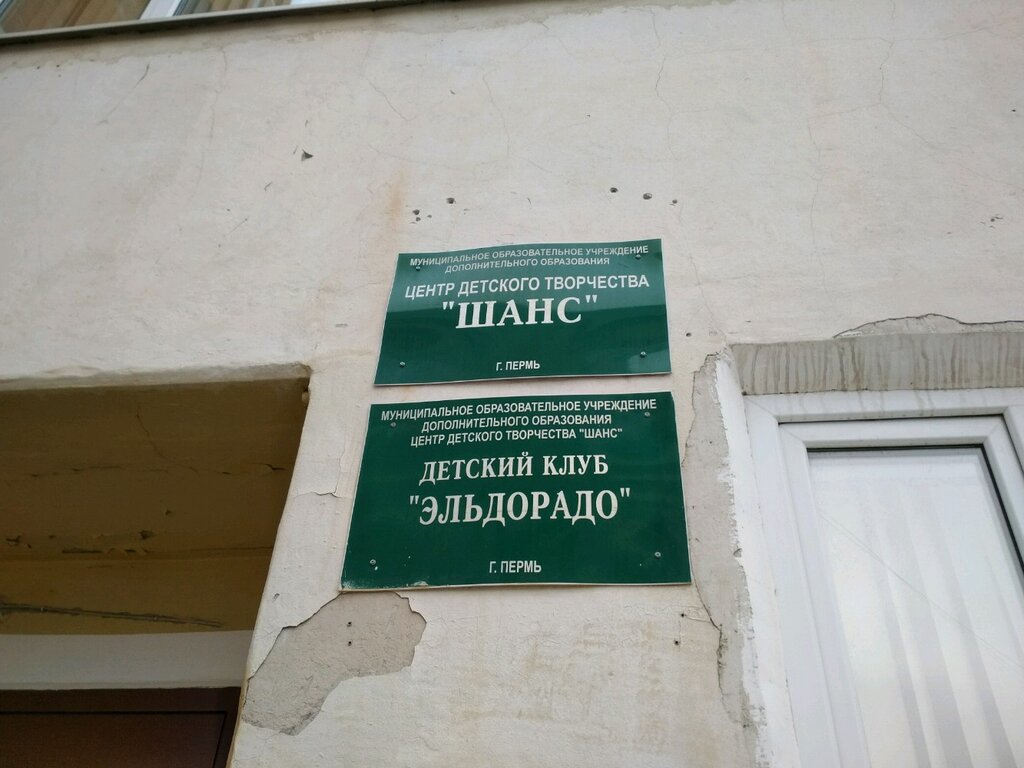 МУНИЦИПАЛЬНОЕ ОБРАЗОВАТЕЛЬНОЕ УЧРЕЖДЕНИЕ
ДОПОЛНИТЕЛЬНОГО ОБРАЗОВАНИЯ
ЦЕНТР ДЕТСКОГО ТВОРЧЕСТВА
"ШАНС"
Г. ПЕРМЬ
МУНИЦИПАЛЬНОЕ ОБРАЗОВАТЕЛЬНОЕ УЧРЕЖДЕНИЕ
ДОПОЛНИТЕЛЬНОГО ОБРАЗОВАНИЯ
ЦЕНТР ДЕТСКОГО ТВОРЧЕСТВА "ШАНС"
ДЕТСКИЙ КЛУБ
"ЭЛЬДОРАДО"
Г. ПЕРМЬ